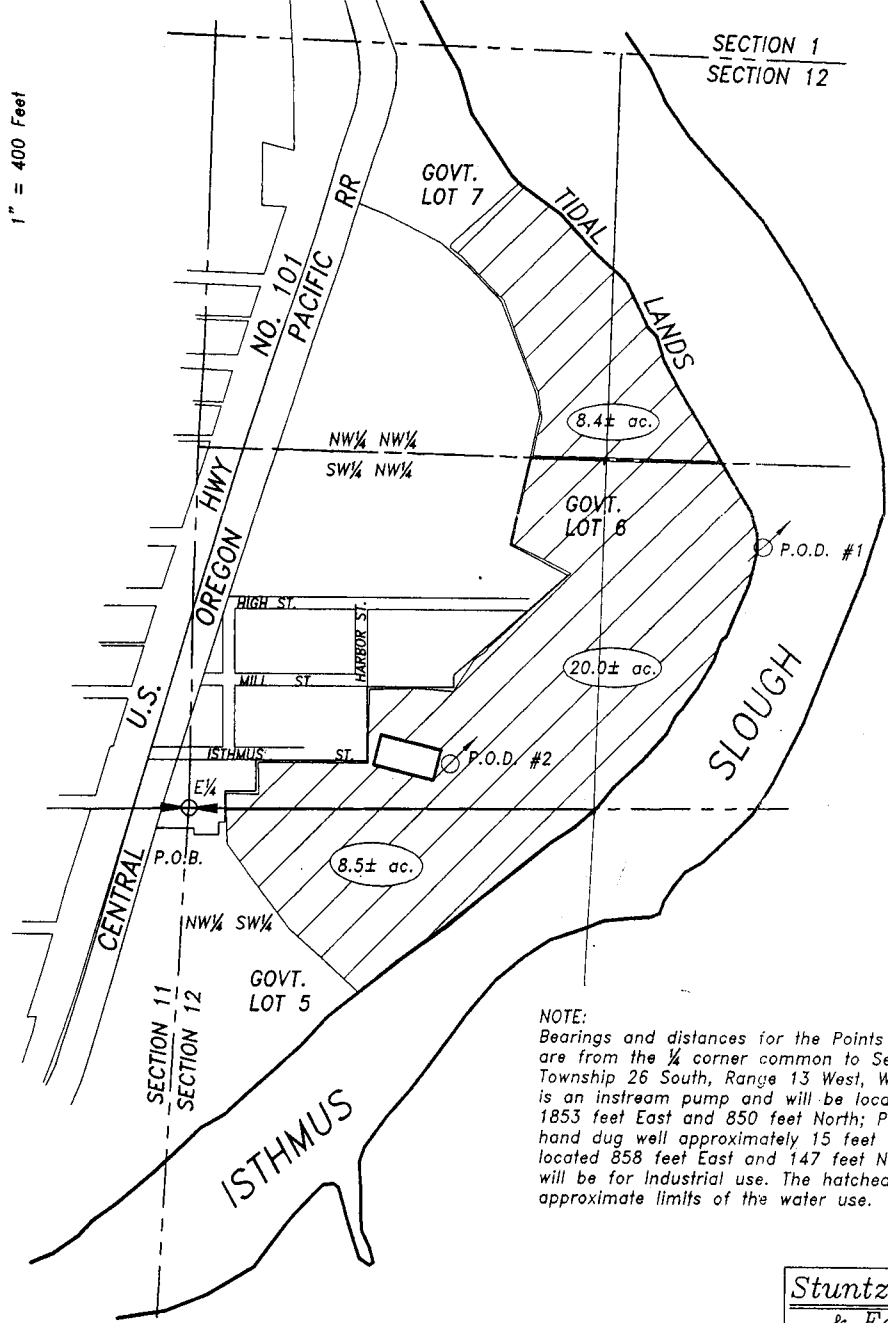 1" = 400 Feet
SECTION 1
SECTION 12
GOVT.
LOT 7
TIDAL
LANDS
RR
NO. 101
PACIFIC
8.4± ac.
NW¼ NW¼
SW¼ NW¼
HWY
GOVT.
LOT 6
P.O.D. #1
OREGON
HIGH ST.
HARBOR ST.
20.0± ac.
MILL ST.
U.S.
SLOUGH
ISTHMUS ST.
P.O.D. #2
E¼
P.O.B.
8.5± ac.
CENTRAL
NW¼ SW¼
GOVT.
LOT 5
SECTION 11
SECTION 12
ISTHMUS
NOTE:
Bearings and distances for the Points
are from the ¼ corner common to Se
Township 26 South, Range 13 West, W
is an instream pump and will be loca
1853 feet East and 850 feet North; P
hand dug well approximately 15 feet
located 858 feet East and 147 feet N
will be for Industrial use. The hatched
approximate limits of the water use.
Stuntz
&